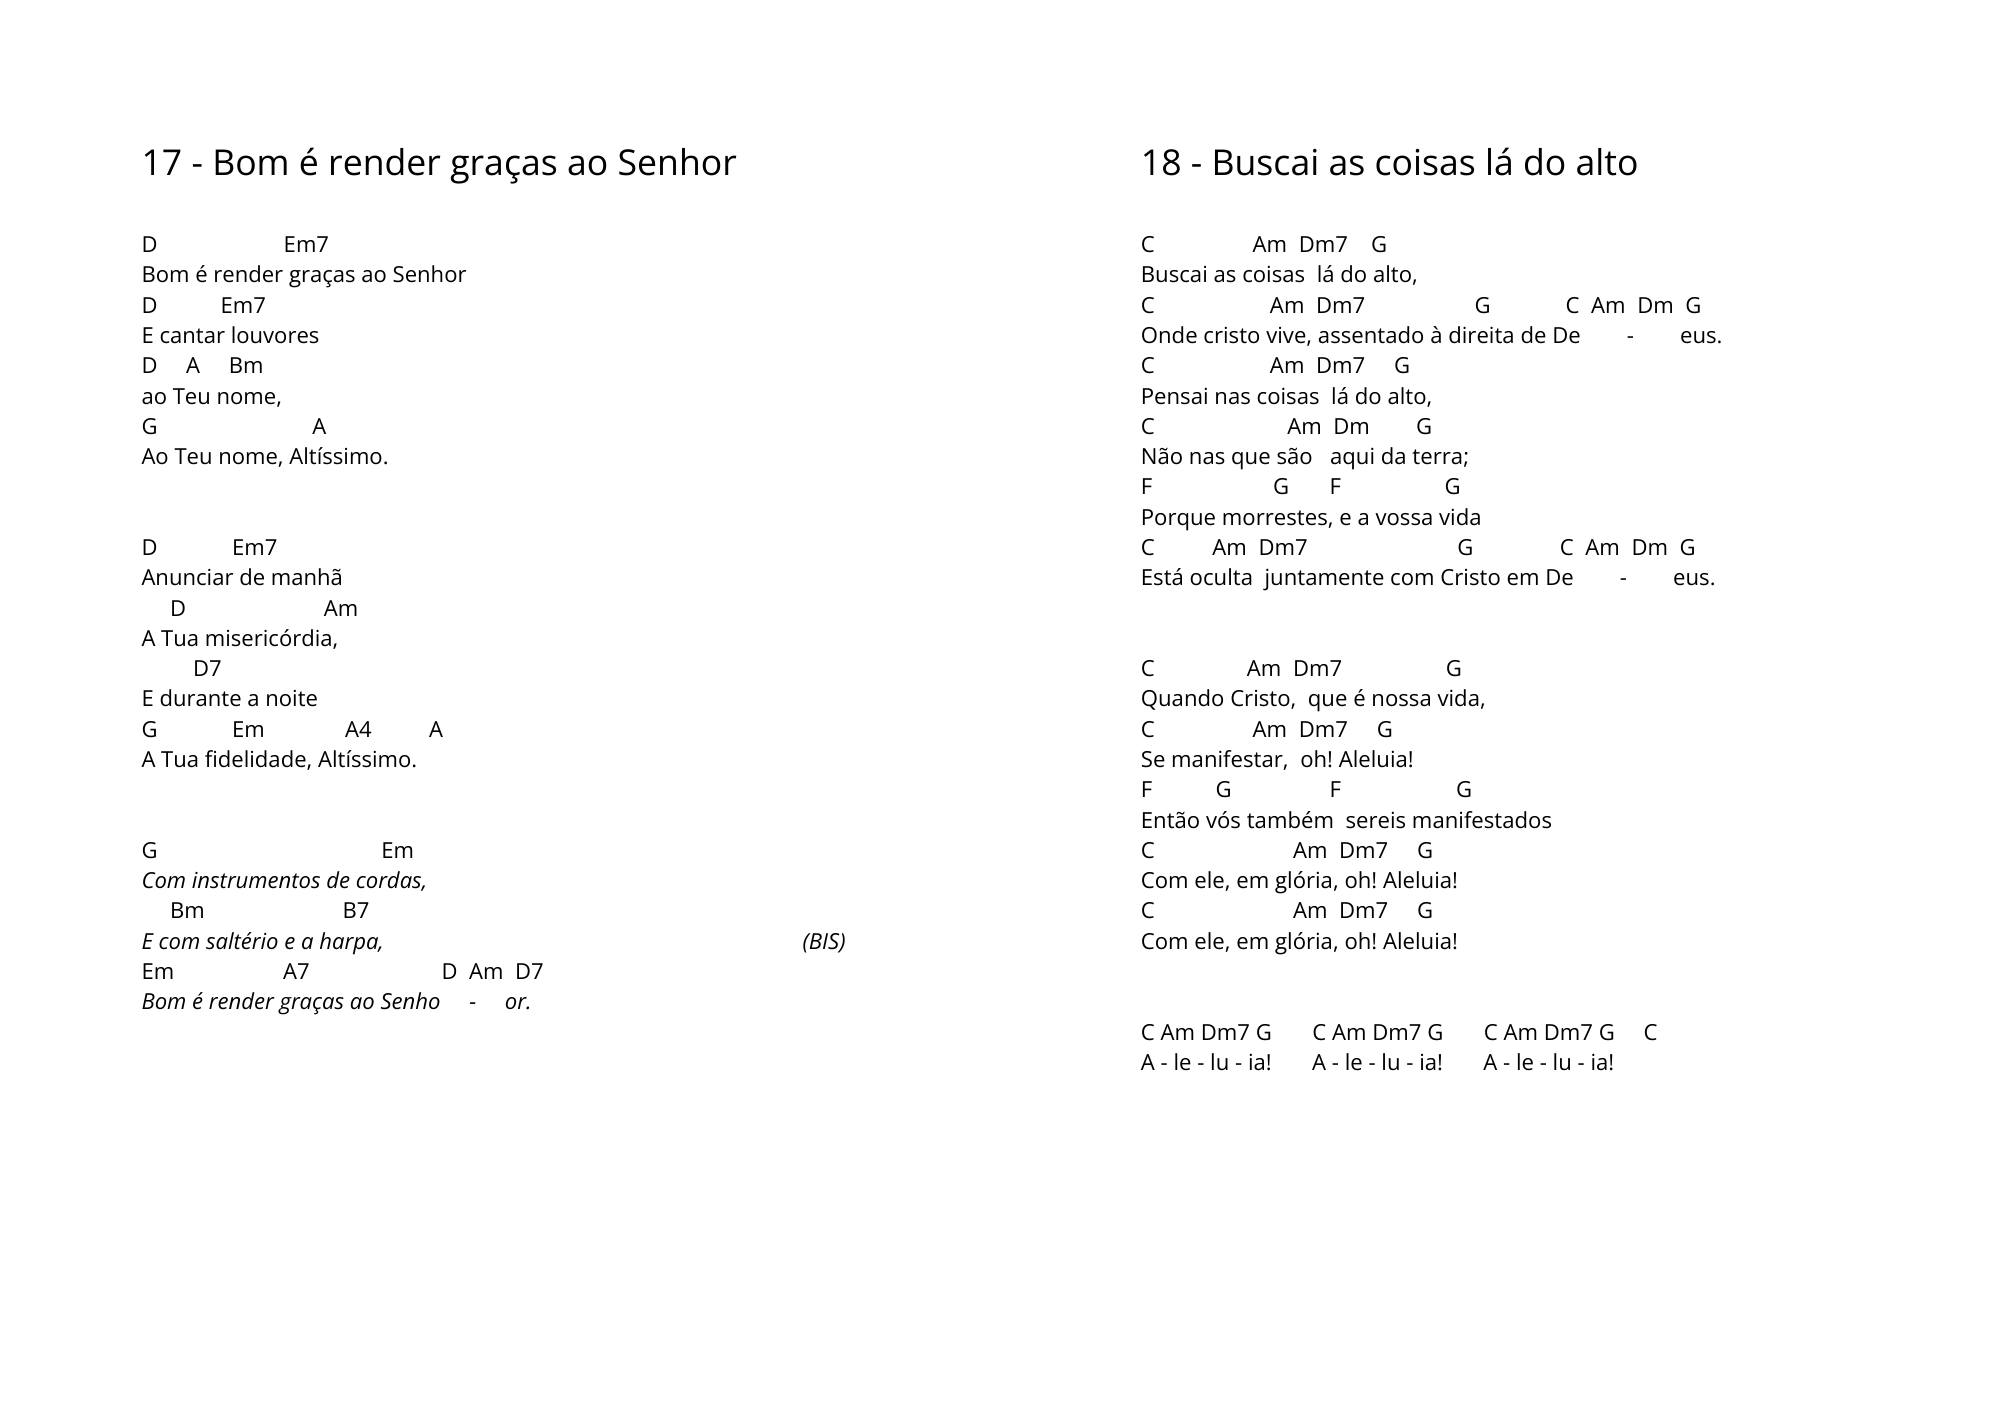 17 - Bom é render graças ao Senhor
D Em7
Bom é render graças ao Senhor
D Em7
E cantar louvores
D A Bm
ao Teu nome,
G A
Ao Teu nome, Altíssimo.
D Em7
Anunciar de manhã
D Am
A Tua misericórdia,
D7
E durante a noite
G Em A4 A
A Tua fidelidade, Altíssimo.
G Em
Com instrumentos de cordas,
Bm B7
E com saltério e a harpa, (BIS)
Em A7 D Am D7
Bom é render graças ao Senho - or.
18 - Buscai as coisas lá do alto
C Am Dm7 G
Buscai as coisas lá do alto,
C Am Dm7 G C Am Dm G
Onde cristo vive, assentado à direita de De - eus.
C Am Dm7 G
Pensai nas coisas lá do alto,
C Am Dm G
Não nas que são aqui da terra;
F G F G
Porque morrestes, e a vossa vida
C Am Dm7 G C Am Dm G
Está oculta juntamente com Cristo em De - eus.
C Am Dm7 G
Quando Cristo, que é nossa vida,
C Am Dm7 G
Se manifestar, oh! Aleluia!
F G F G
Então vós também sereis manifestados
C Am Dm7 G
Com ele, em glória, oh! Aleluia!
C Am Dm7 G
Com ele, em glória, oh! Aleluia!
C Am Dm7 G C Am Dm7 G C Am Dm7 G C
A - le - lu - ia! A - le - lu - ia! A - le - lu - ia!